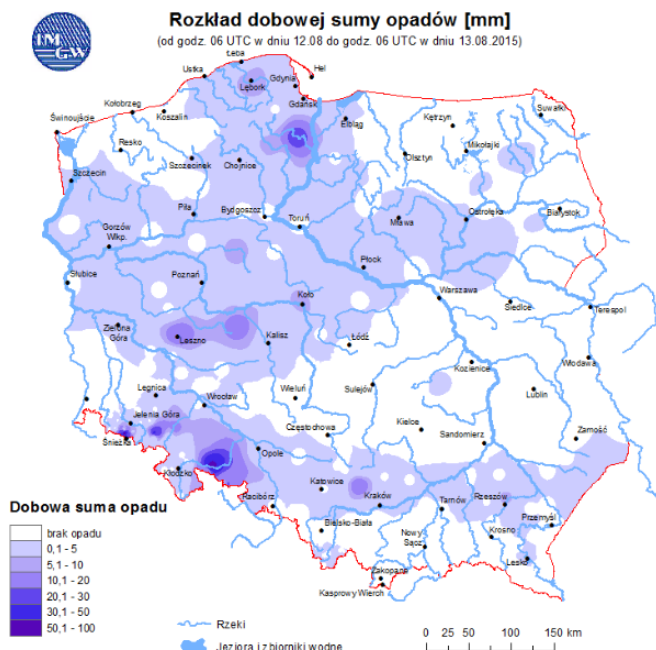 IM
GW
Rozkład dobowej sumy opadów [mm]
(od godz. 06 UTC w dniu 12.08 do godz. 06 UTC w dniu 13.08.2015)
Łeba
Hel
Ustka
Gdynia
Lębork
Gdańsk
Kołobrzeg
Koszalin
Elbląg
Kętrzyn
Suwałki
Świnoujście
Resko
Szczecinek
Chojnice
Olsztyn
Mikołajki
Szczecin
Piła
Bydgoszcz
Toruń
Mława
Ostrołęka
Białystok
Gorzów
Wlkp.
Płock
Słubice
Poznań
Koło
Warszawa
Siedlce
Terespol
Zielona
Góra
Leszno
Kalisz
Łódź
Kozienice
Włodawa
Legnica
Wrocław
Wieluń
Sulejów
Lublin
Jelenia Góra
Śnieżka
Częstochowa
Kielce
Sandomierz
Zamość
Kłodzko
Opole
Katowice
Racibórz
Kraków
Tarnów
Rzeszów
Przemyśl
Bielsko-Biała
Nowy
Sącz
Krosno
Lesko
Zakopane
Kasprowy Wierch
Dobowa suma opadu
brak opadu
0,1 - 5
5,1 - 10
10,1 - 20
20,1 - 30
30,1 - 50
50,1 - 100
Rzeki
Jeziora i zbiorniki wodne
0 25 50 100 150 km